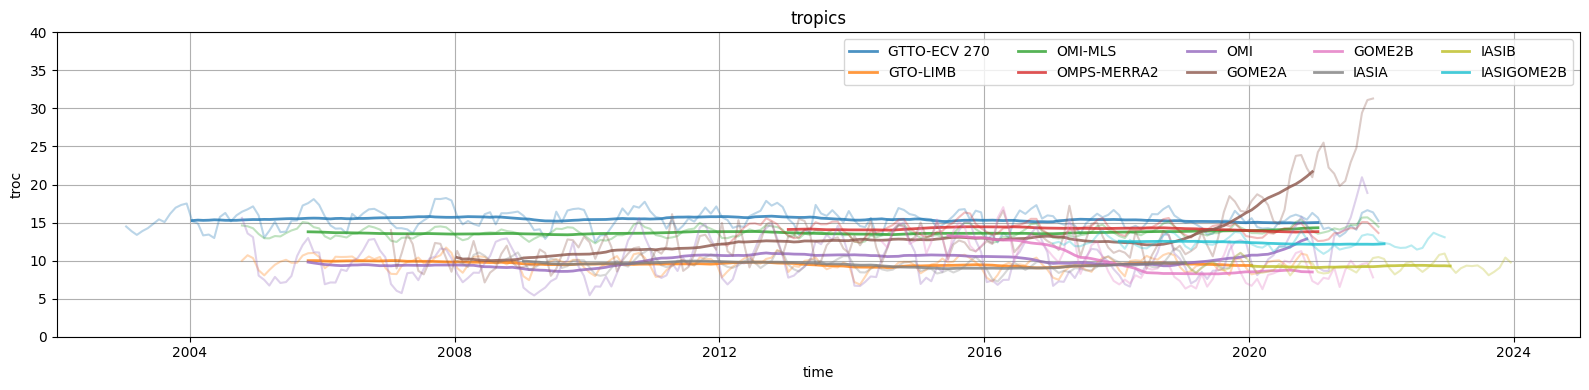 tropics
troc
40
35
30
25
20
15
10
5
0
GTTO-ECV 270
GTO-LIMB
OMI-MLS
OMPS-MERRA2
OMI
GOME2A
GOME2B
IASIA
IASIB
IASIGOME2B
2004 2008 2012 2016 2020 2024
time